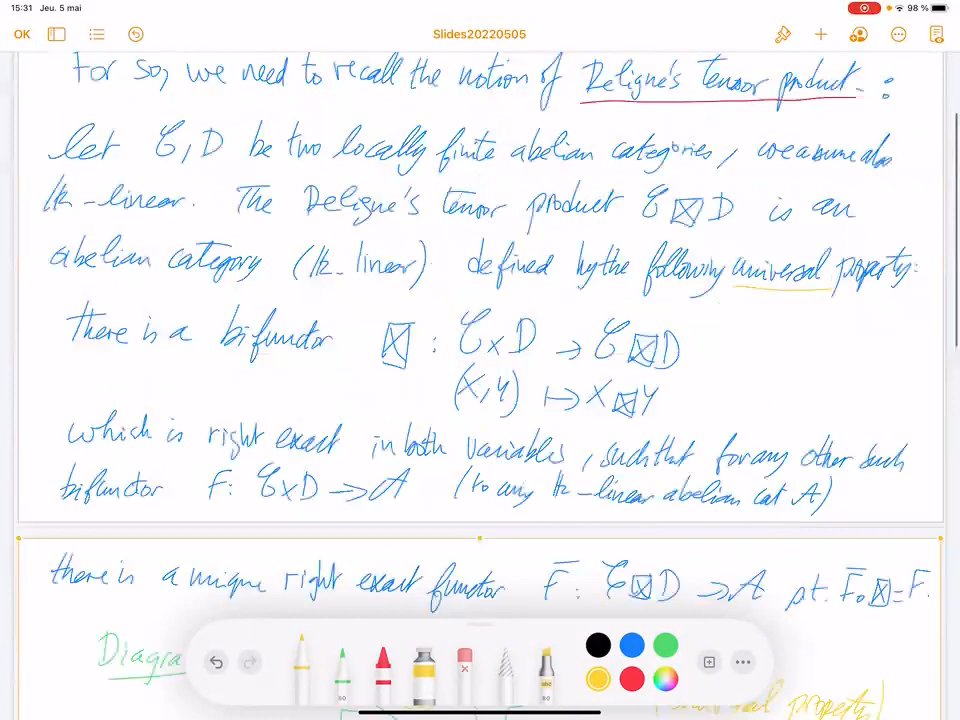 15:31 Jeu. 5 mai
98 %
OK
Slides20220505
For so, we need to recall the notion of Deligne's tensor product - :
let C, D be two locally finite abelian categories, we assume also
k-linear. The Deligne's tensor product C ⊠ D is an
abelian category (k-linear) defined by the following universal property:
there is a bifunctor ⊠ : C × D → C ⊠ D
(X, Y) ↦ X ⊠ Y
which is right exact in both variables, such that for any other such
bifunctor F: C × D → A (to any k-linear abelian cat A)
there is a unique right exact functor F̄ : C ⊠ D → A st: F̄ ∘ ⊠ = F.
Diagra
50
80
property)